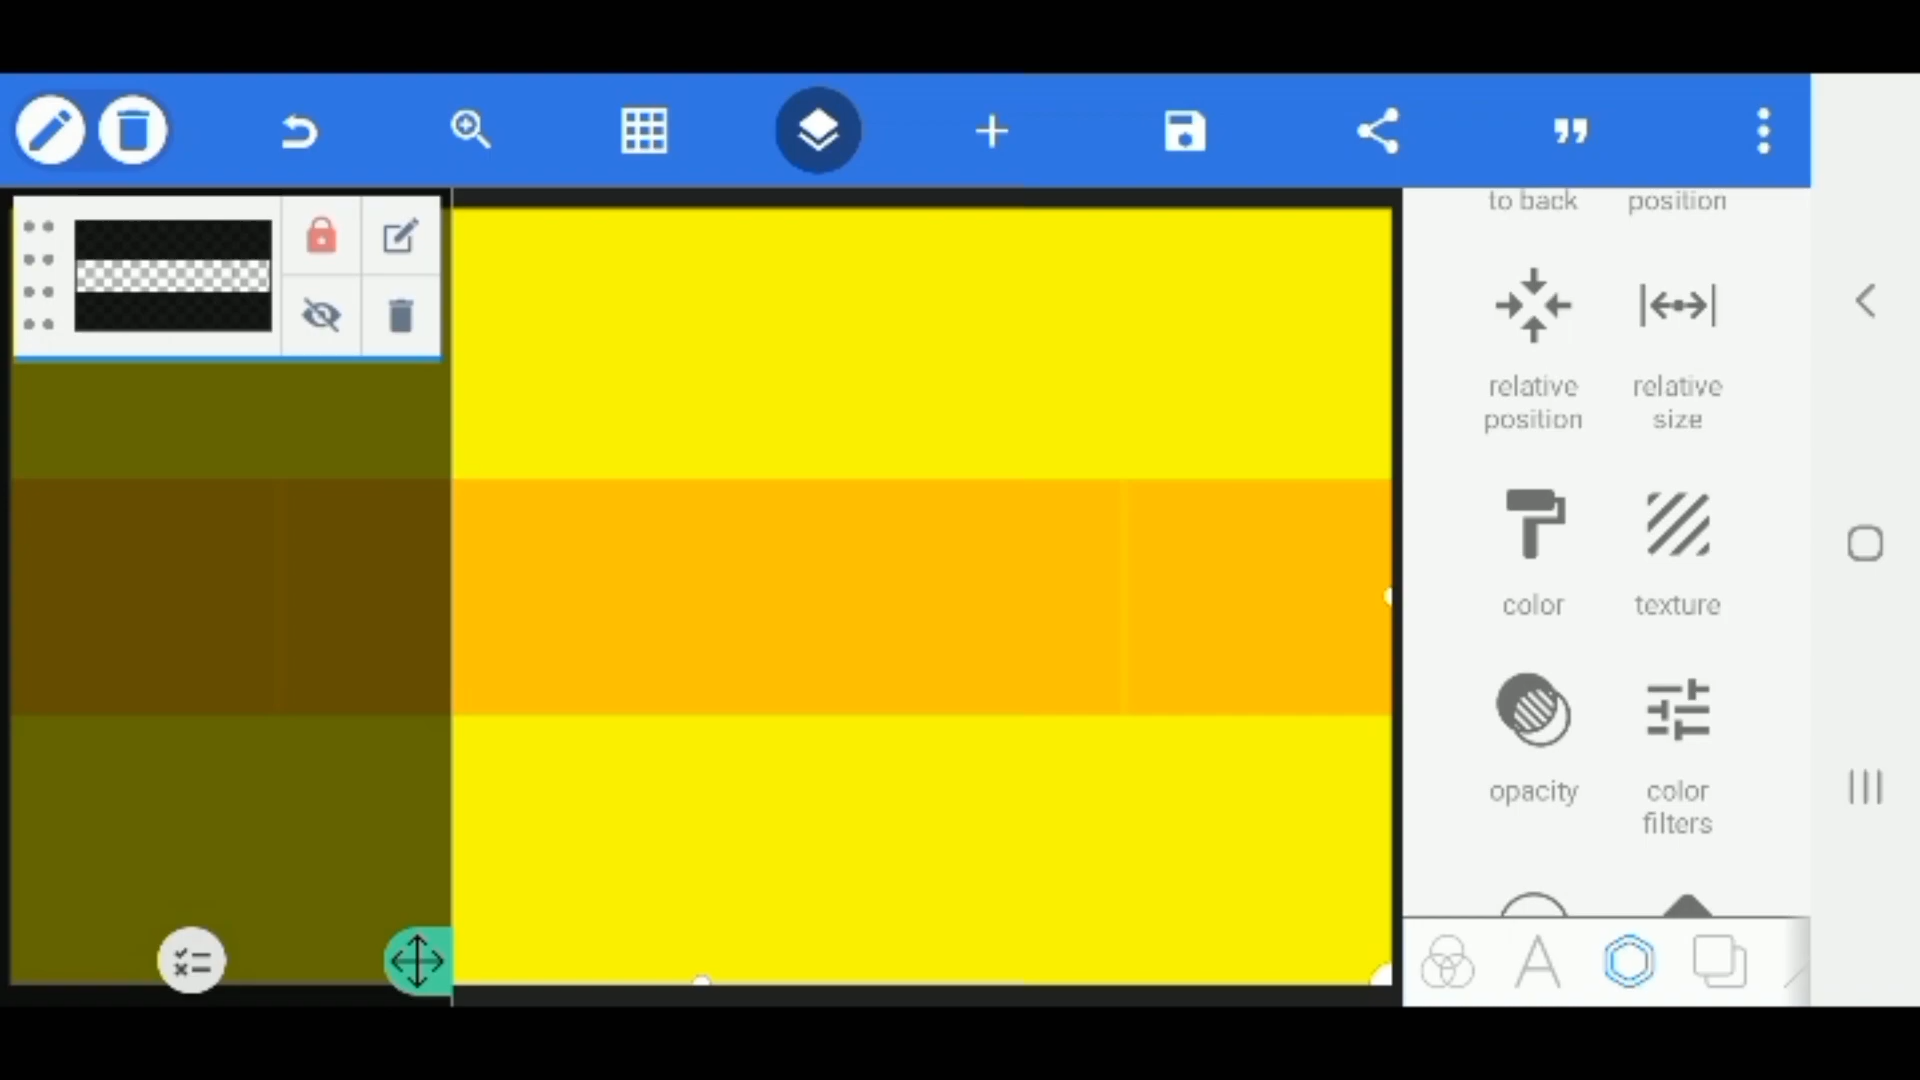 to back
position
relative
position
relative
size
color
texture
opacity
color
filters